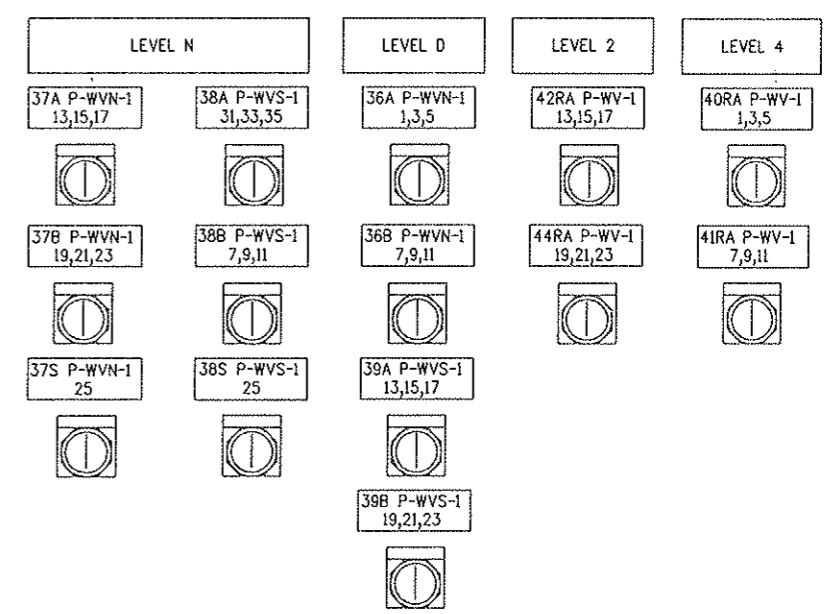 LEVEL N
LEVEL D
LEVEL 2
LEVEL 4
37A P-WVN-1
13,15,17
38A P-WVS-1
31,33,35
36A P-WVN-1
1,3,5
42RA P-WV-1
13,15,17
40RA P-WV-1
1,3,5
37B P-WVN-1
19,21,23
38B P-WVS-1
7,9,11
36B P-WVN-1
7,9,11
44RA P-WV-1
19,21,23
41RA P-WV-1
7,9,11
37S P-WVN-1
25
38S P-WVS-1
25
39A P-WVS-1
13,15,17
39B P-WVS-1
19,21,23